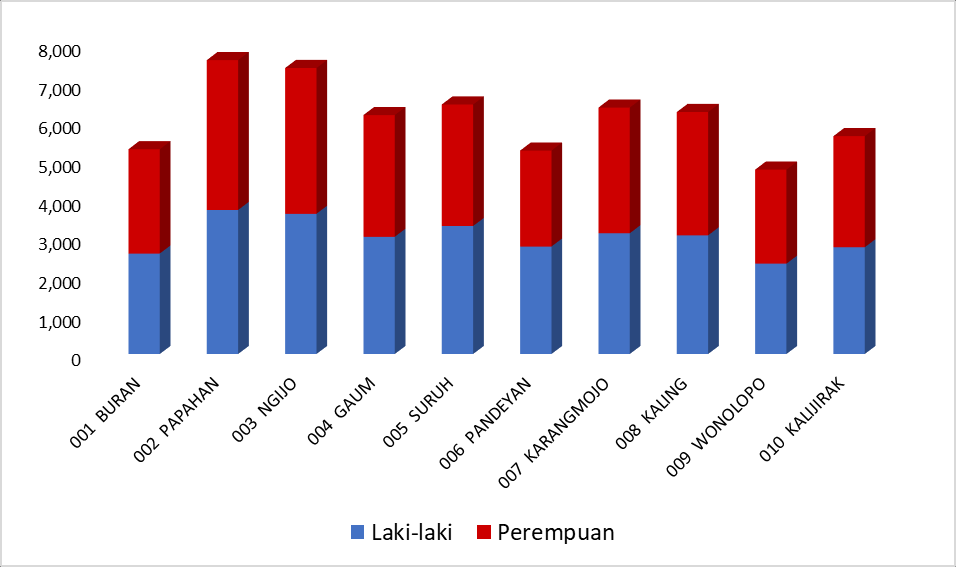 8,000
7,000
6,000
5,000
4,000
3,000
2,000
1,000
0
001 BURAN
002 PAPAHAN
003 NGIJO
004 GAUM
005 SURUH
006 PANDEYAN
007 KARANGMOJO
008 KALING
009 WONOLOPO
010 KALIJIRAK
Laki-laki Perempuan